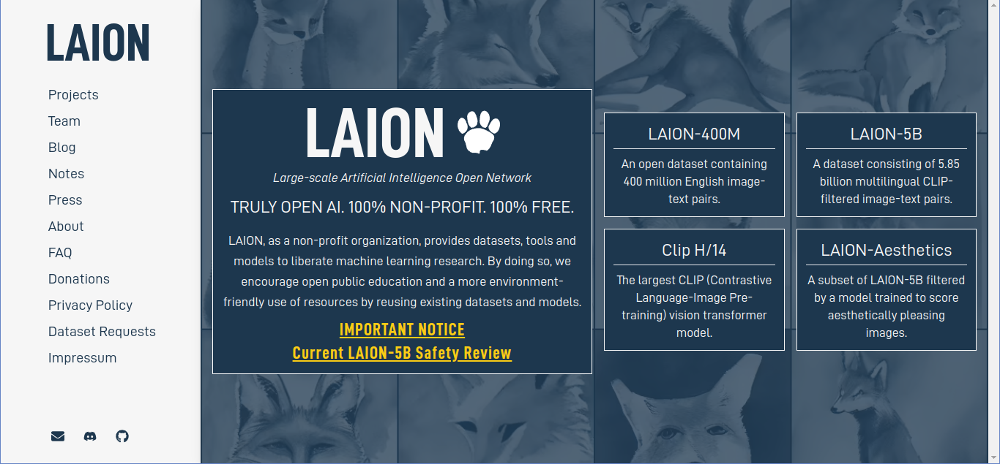 LAION
Projects
Team
Blog
Notes
Press
About
FAQ
Donations
Privacy Policy
Dataset Requests
Impressum
LAION
Large-scale Artificial Intelligence Open Network
TRULY OPEN AI. 100% NON-PROFIT. 100% FREE.
LAION, as a non-profit organization, provides datasets, tools and
models to liberate machine learning research. By doing so, we
encourage open public education and a more environment-
friendly use of resources by reusing existing datasets and models.
IMPORTANT NOTICE
Current LAION-5B Safety Review
LAION-400M
An open dataset containing
400 million English image-
text pairs.
LAION-5B
A dataset consisting of 5.85
billion multilingual CLIP-
filtered image-text pairs.
Clip H/14
The largest CLIP (Contrastive
Language-Image Pre-
training) vision transformer
model.
LAION-Aesthetics
A subset of LAION-5B filtered
by a model trained to score
aesthetically pleasing
images.